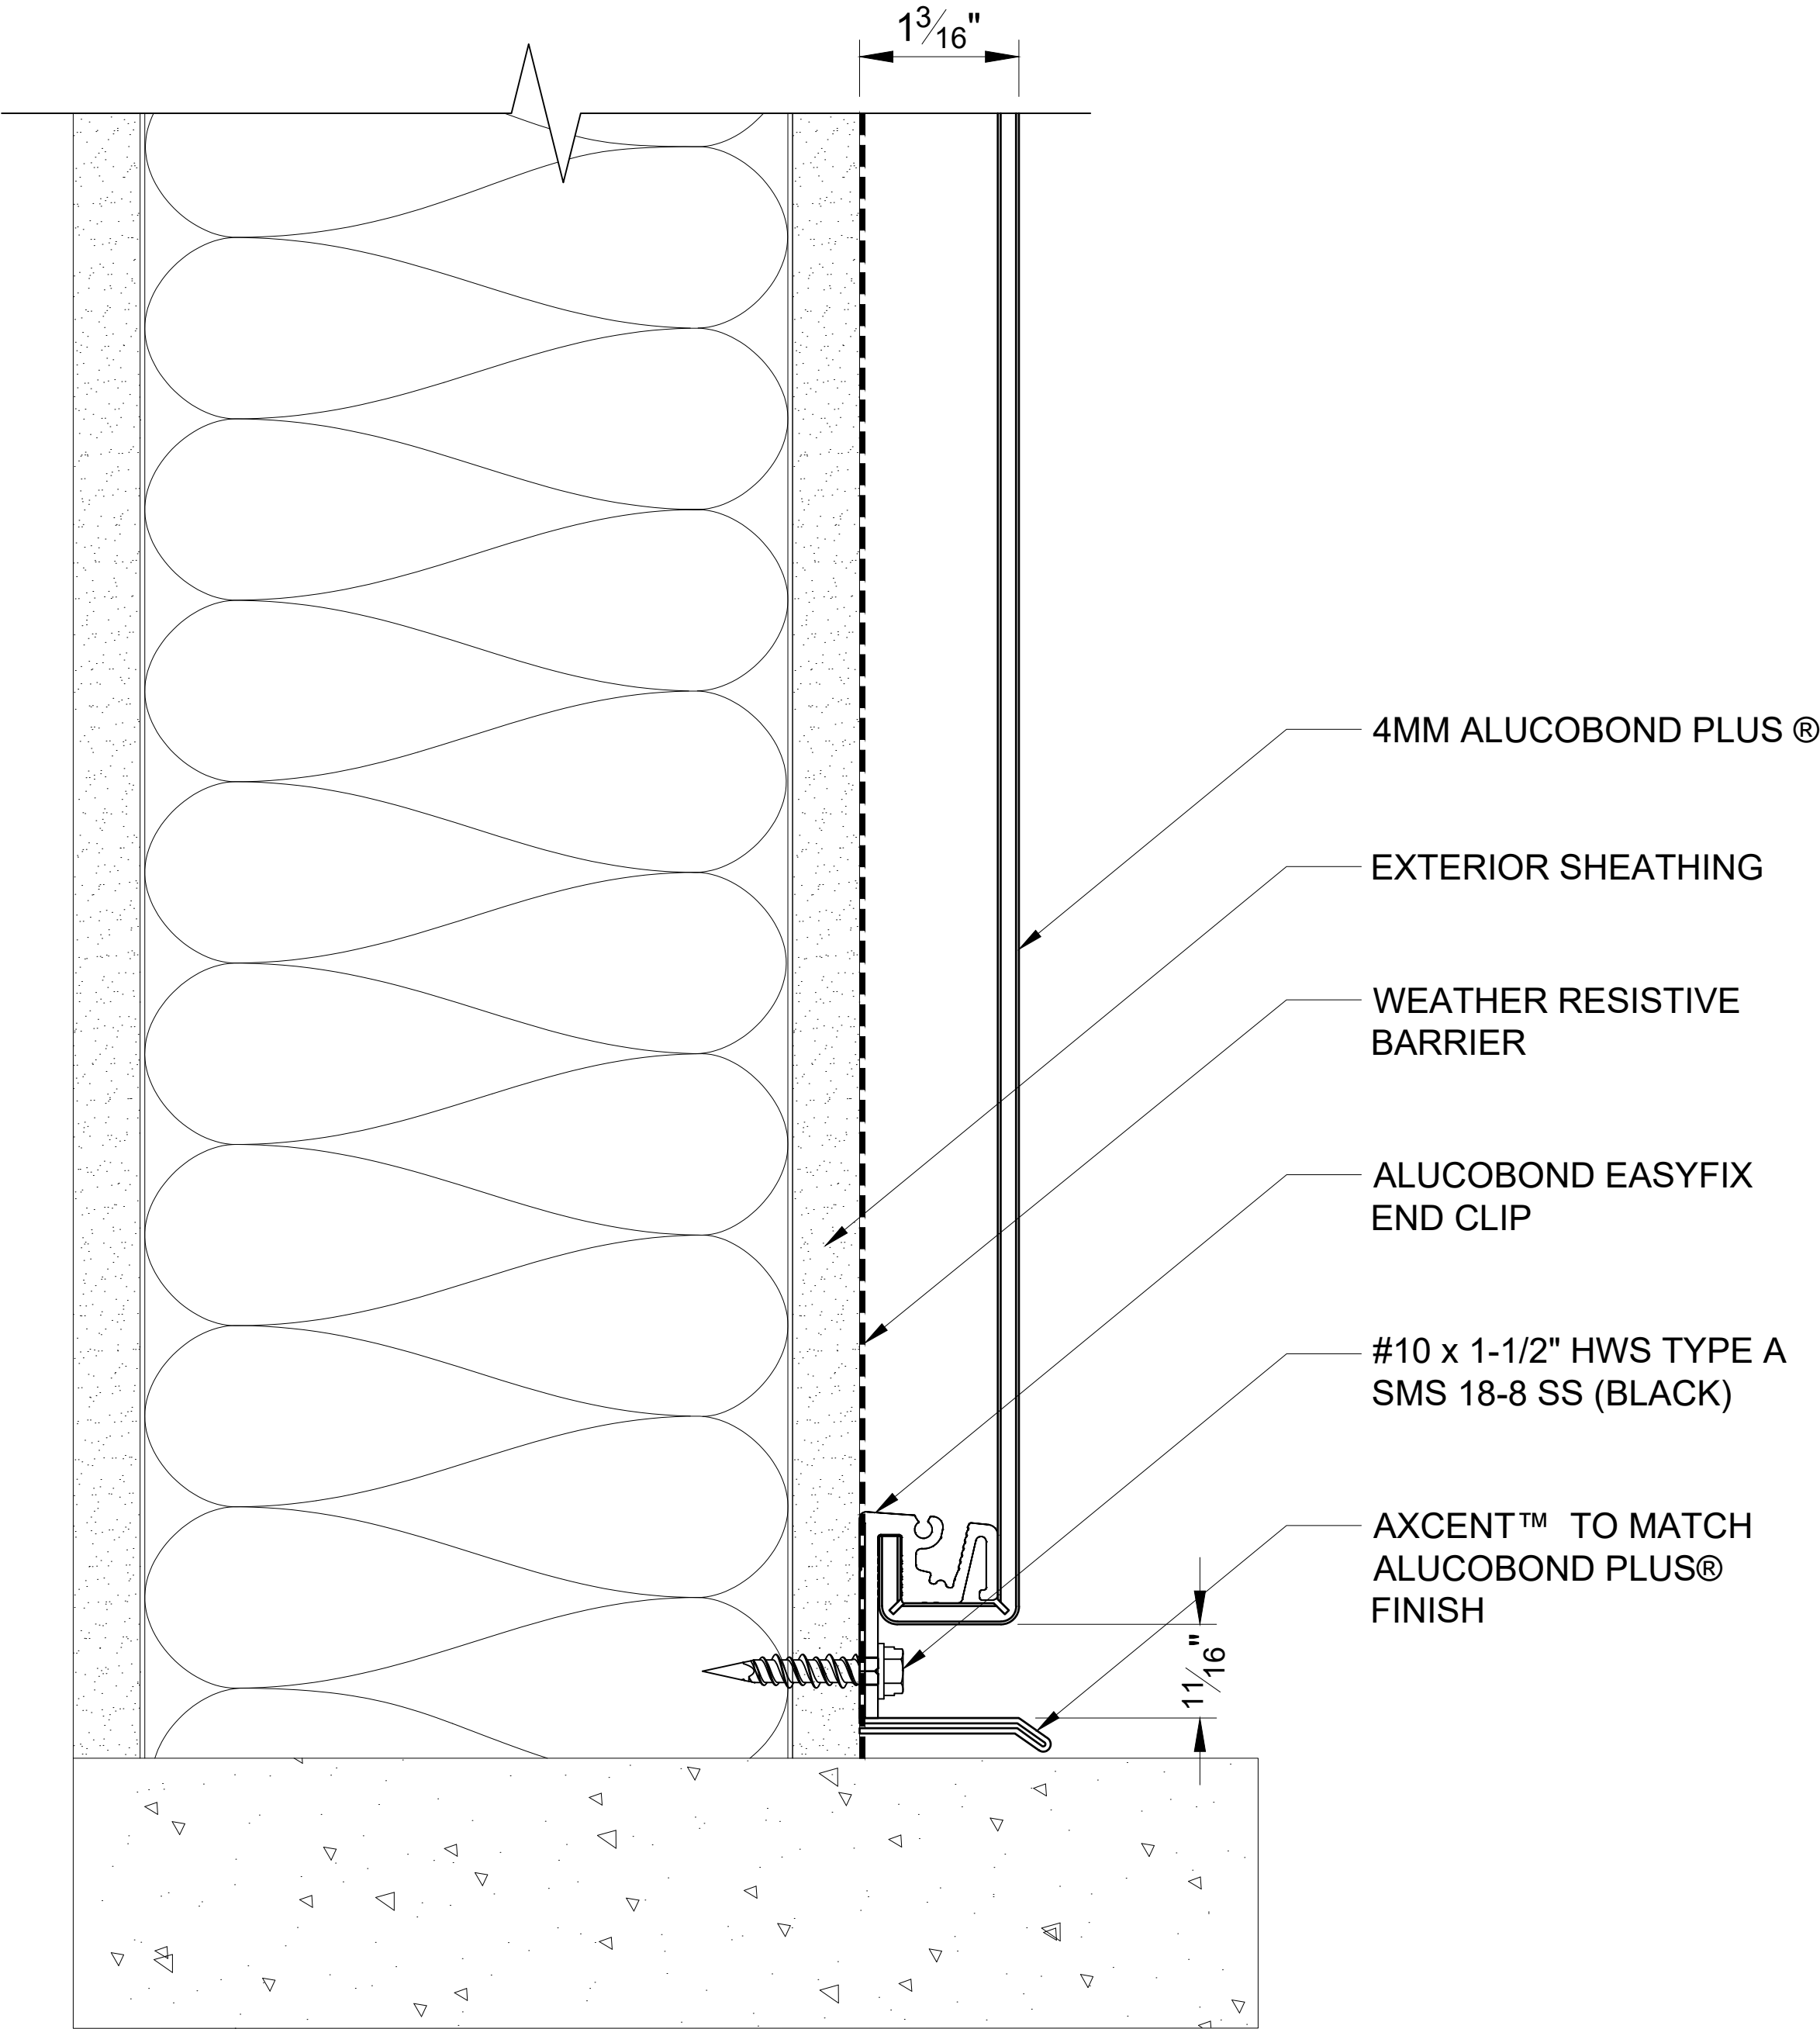 1 3/16"
4MM ALUCOBOND PLUS ®
EXTERIOR SHEATHING
WEATHER RESISTIVE
BARRIER
ALUCOBOND EASYFIX
END CLIP
#10 x 1-1/2" HWS TYPE A
SMS 18-8 SS (BLACK)
AXCENT™ TO MATCH
ALUCOBOND PLUS®
FINISH
11/16"